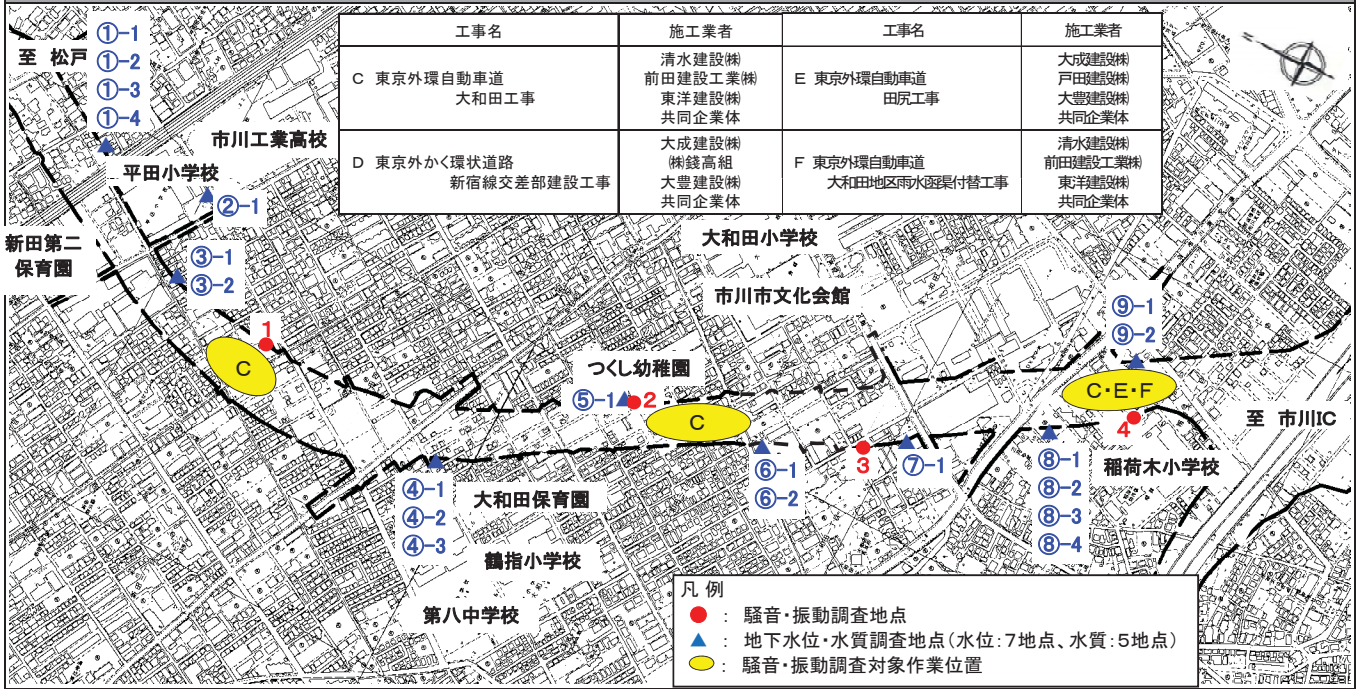 工事名 施工業者 工事名 施工業者
C 東京外環自動車道
大和田工事
清水建設㈱
前田建設工業㈱
東洋建設㈱
共同企業体
E 東京外環自動車道
田尻工事
大成建設㈱
戸田建設㈱
大豊建設㈱
共同企業体
D 東京外かく環状道路
新宿線交差部建設工事
大成建設㈱
㈱錢高組
大豊建設㈱
共同企業体
F 東京外環自動車道
大和田地区雨水函渠付替工事
清水建設㈱
前田建設工業㈱
東洋建設㈱
共同企業体
至 松戸
①-1
①-2
①-3
①-4
市川工業高校
平田小学校
②-1
新田第二
保育園
③-1
③-2
1
C
大和田小学校
市川市文化会館
つくし幼稚園
⑤-1
2
C
⑨-1
⑨-2
C・E・F
4
至 市川IC
3
⑦-1
⑥-1
⑥-2
④-1
④-2
④-3
大和田保育園
鶴指小学校
第八中学校
⑧-1
⑧-2
⑧-3
⑧-4
稲荷木小学校
凡 例
: 騒音・振動調査地点
: 地下水位・水質調査地点(水位:7地点、水質:5地点)
: 騒音・振動調査対象作業位置